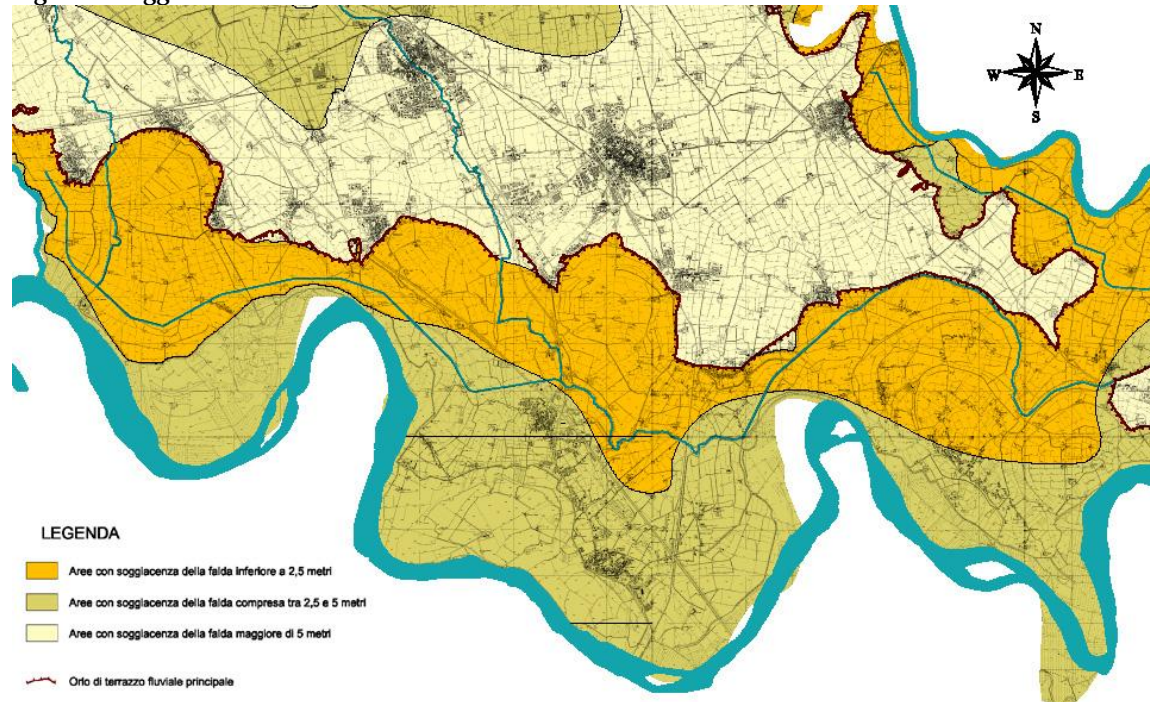 N
W E
S
LEGENDA
Aree con soggiacenza della falda inferiore a 2,5 metri
Aree con soggiacenza della falda compresa tra 2,5 e 5 metri
Aree con soggiacenza della falda maggiore di 5 metri
Orlo di terrazzo fluviale principale